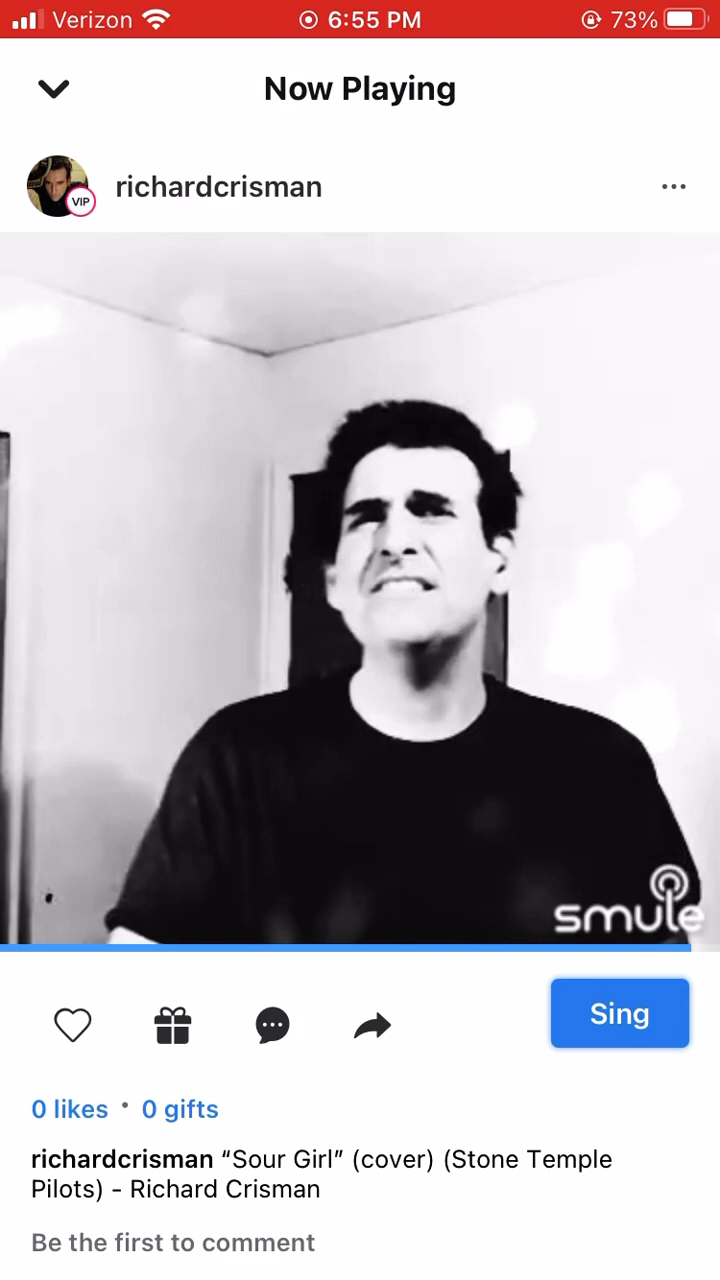 Verizon 6:55 PM 73%
Now Playing
VIP richardcrisman
smule
Sing
0 likes • 0 gifts
richardcrisman “Sour Girl” (cover) (Stone Temple
Pilots) - Richard Crisman
Be the first to comment